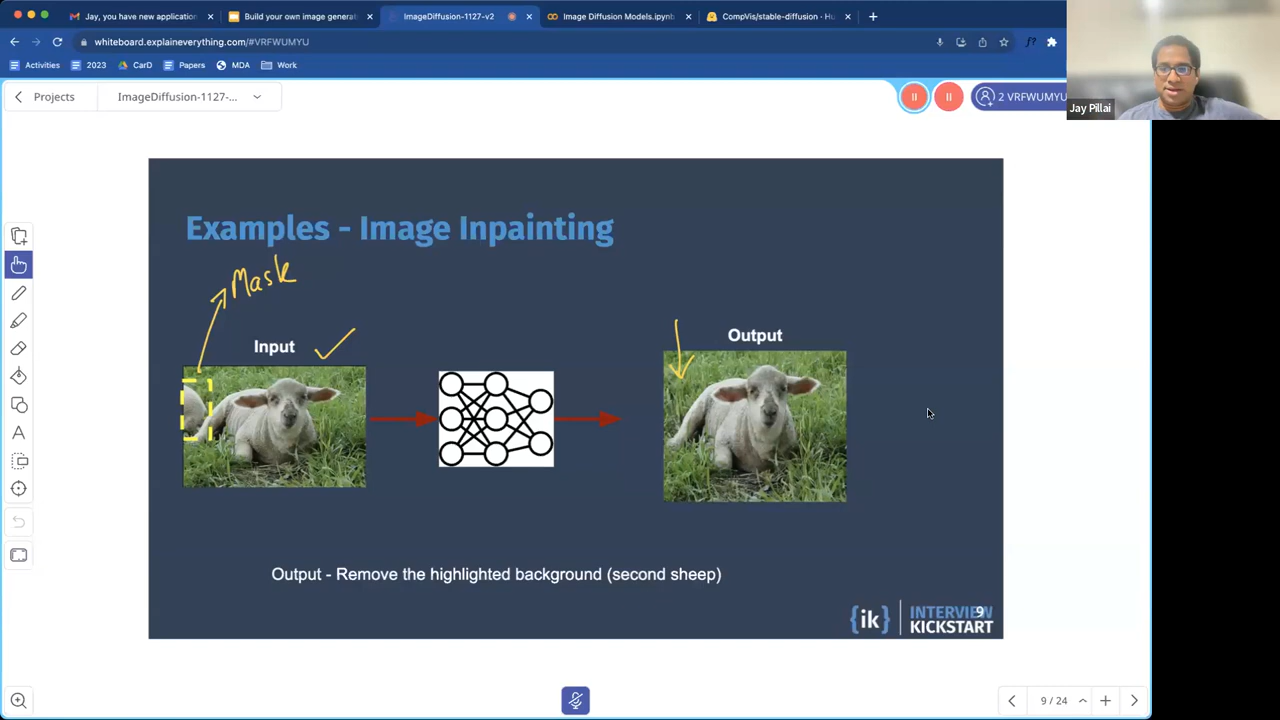 Jay, you have new application
Build your own image generat
ImageDiffusion-1127-v2
Image Diffusion Models.ipynb
CompVis/stable-diffusion · Hu
whiteboard.explaineverything.com/#VRFWUMYU
Activities
2023
CarD
Papers
MDA
Work
Projects
ImageDiffusion-1127-...
2 VRFWUMYU
Jay Pillai
Examples - Image Inpainting
Mask
Input
Output
Output - Remove the highlighted background (second sheep)
{ik}
INTERVIEW
KICKSTART
9
9 / 24